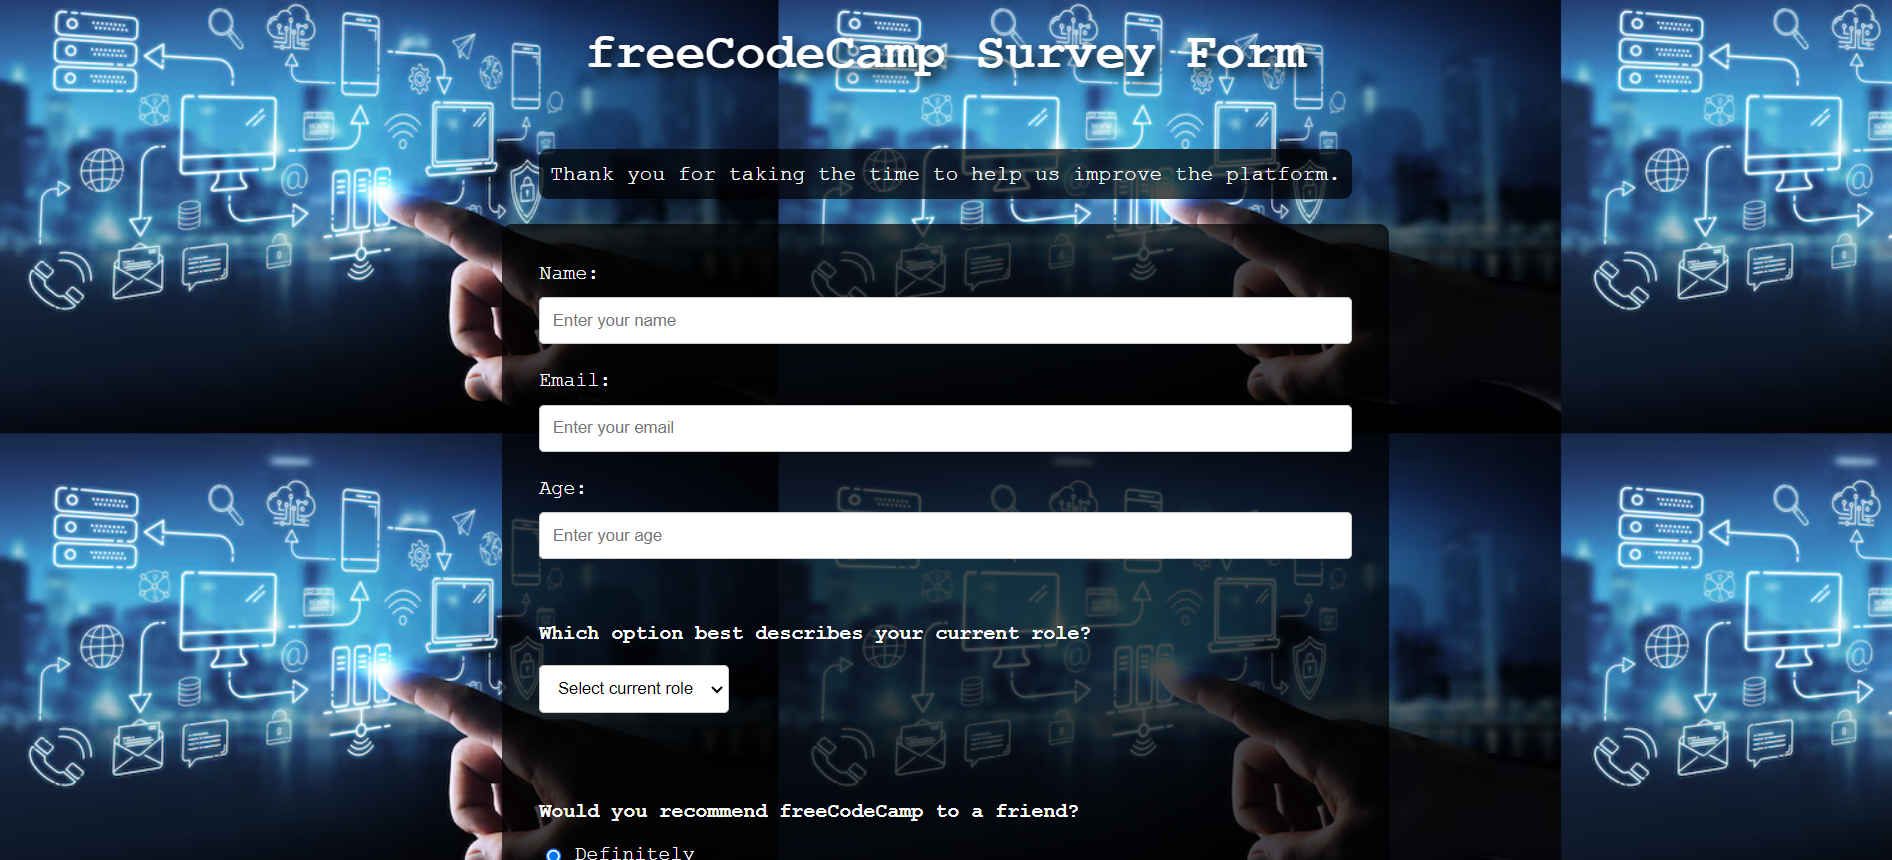 freeCodeCamp Survey Form
Thank you for taking the time to help us improve the platform.
Name:
Enter your name
Email:
Enter your email
Age:
Enter your age
Which option best describes your current role?
Select current role
Would you recommend freeCodeCamp to a friend?
Definitely